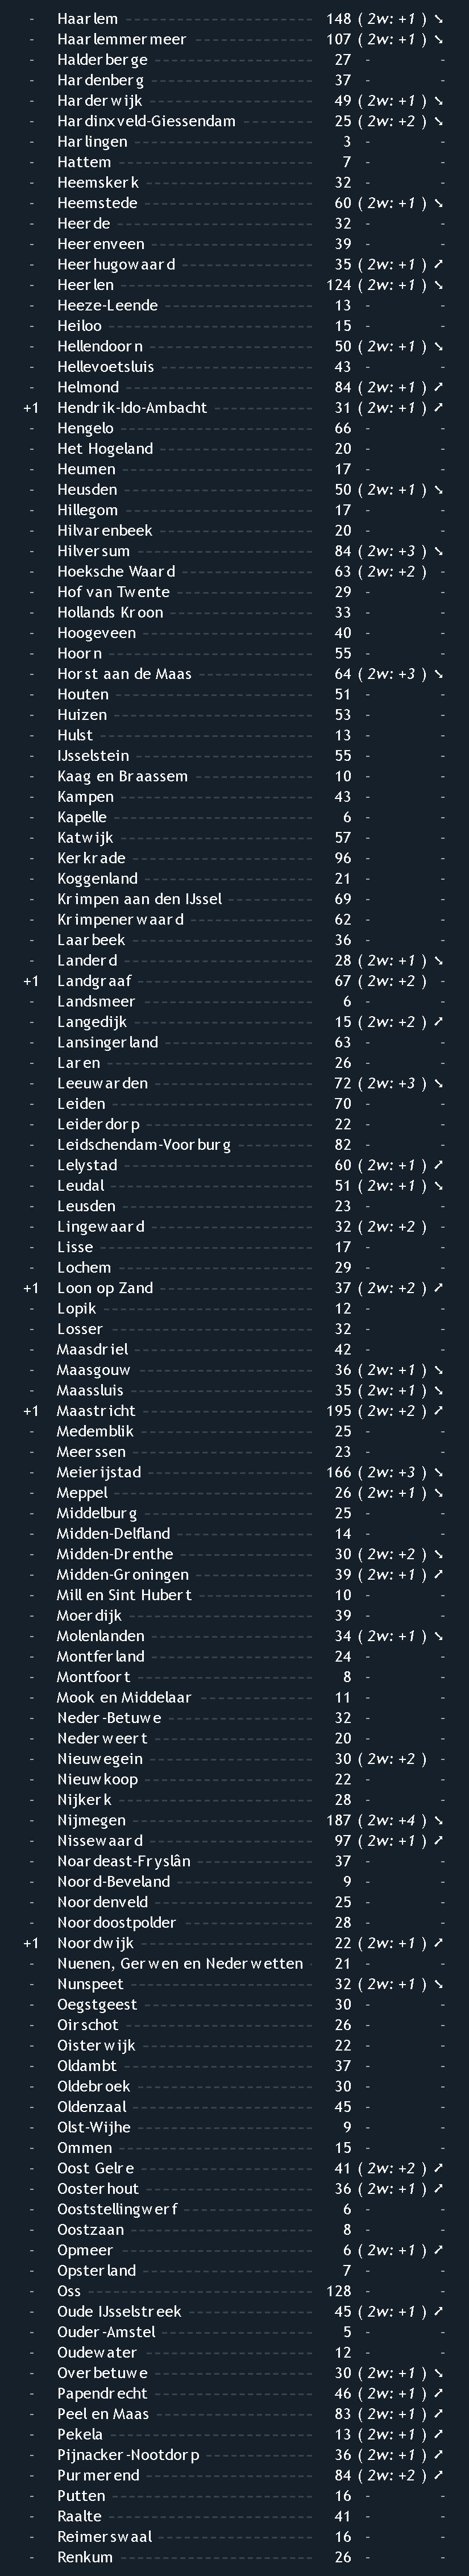 - Haarlem 148 ( 2w: +1 ) ↘
- Haarlemmermeer 107 ( 2w: +1 ) ↘
- Halderberge 27 - -
- Hardenberg 37 - -
- Harderwijk 49 ( 2w: +1 ) ↘
- Hardinxveld-Giessendam 25 ( 2w: +2 ) ↘
- Harlingen 3 - -
- Hattem 7 - -
- Heemskerk 32 - -
- Heemstede 60 ( 2w: +1 ) ↘
- Heerde 32 - -
- Heerenveen 39 - -
- Heerhugowaard 35 ( 2w: +1 ) ↗
- Heerlen 124 ( 2w: +1 ) ↘
- Heeze-Leende 13 - -
- Heiloo 15 - -
- Hellendoorn 50 ( 2w: +1 ) ↘
- Hellevoetsluis 43 - -
- Helmond 84 ( 2w: +1 ) ↗
+1 Hendrik-Ido-Ambacht 31 ( 2w: +1 ) ↗
- Hengelo 66 - -
- Het Hogeland 20 - -
- Heumen 17 - -
- Heusden 50 ( 2w: +1 ) ↘
- Hillegom 17 - -
- Hilvarenbeek 20 - -
- Hilversum 84 ( 2w: +3 ) ↘
- Hoeksche Waard 63 ( 2w: +2 ) -
- Hof van Twente 29 - -
- Hollands Kroon 33 - -
- Hoogeveen 40 - -
- Hoorn 55 - -
- Horst aan de Maas 64 ( 2w: +3 ) ↘
- Houten 51 - -
- Huizen 53 - -
- Hulst 13 - -
- IJsselstein 55 - -
- Kaag en Braassem 10 - -
- Kampen 43 - -
- Kapelle 6 - -
- Katwijk 57 - -
- Kerkrade 96 - -
- Koggenland 21 - -
- Krimpen aan den IJssel 69 - -
- Krimpenerwaard 62 - -
- Laarbeek 36 - -
- Landerd 28 ( 2w: +1 ) ↘
+1 Landgraaf 67 ( 2w: +2 ) -
- Landsmeer 6 - -
- Langedijk 15 ( 2w: +2 ) ↗
- Lansingerland 63 - -
- Laren 26 - -
- Leeuwarden 72 ( 2w: +3 ) ↘
- Leiden 70 - -
- Leiderdorp 22 - -
- Leidschendam-Voorburg 82 - -
- Lelystad 60 ( 2w: +1 ) ↗
- Leudal 51 ( 2w: +1 ) ↘
- Leusden 23 - -
- Lingewaard 32 ( 2w: +2 ) -
- Lisse 17 - -
- Lochem 29 - -
+1 Loon op Zand 37 ( 2w: +2 ) ↗
- Lopik 12 - -
- Losser 32 - -
- Maasdriel 42 - -
- Maasgouw 36 ( 2w: +1 ) ↘
- Maassluis 35 ( 2w: +1 ) ↘
+1 Maastricht 195 ( 2w: +2 ) ↗
- Medemblik 25 - -
- Meerssen 23 - -
- Meierijstad 166 ( 2w: +3 ) ↘
- Meppel 26 ( 2w: +1 ) ↘
- Middelburg 25 - -
- Midden-Delfland 14 - -
- Midden-Drenthe 30 ( 2w: +2 ) ↘
- Midden-Groningen 39 ( 2w: +1 ) ↗
- Mill en Sint Hubert 10 - -
- Moerdijk 39 - -
- Molenlanden 34 ( 2w: +1 ) ↘
- Montferland 24 - -
- Montfoort 8 - -
- Mook en Middelaar 11 - -
- Neder-Betuwe 32 - -
- Nederweert 20 - -
- Nieuwegein 30 ( 2w: +2 ) -
- Nieuwkoop 22 - -
- Nijkerk 28 - -
- Nijmegen 187 ( 2w: +4 ) ↘
- Nissewaard 97 ( 2w: +1 ) ↗
- Noardeast-Fryslân 37 - -
- Noord-Beveland 9 - -
- Noordenveld 25 - -
- Noordoostpolder 28 - -
+1 Noordwijk 22 ( 2w: +1 ) ↗
- Nuenen, Gerwen en Nederwetten 21 - -
- Nunspeet 32 ( 2w: +1 ) ↘
- Oegstgeest 30 - -
- Oirschot 26 - -
- Oisterwijk 22 - -
- Oldambt 37 - -
- Oldebroek 30 - -
- Oldenzaal 45 - -
- Olst-Wijhe 9 - -
- Ommen 15 - -
- Oost Gelre 41 ( 2w: +2 ) ↗
- Oosterhout 36 ( 2w: +1 ) ↗
- Ooststellingwerf 6 - -
- Oostzaan 8 - -
- Opmeer 6 ( 2w: +1 ) ↗
- Opsterland 7 - -
- Oss 128 - -
- Oude IJsselstreek 45 ( 2w: +1 ) ↗
- Ouder-Amstel 5 - -
- Oudewater 12 - -
- Overbetuwe 30 ( 2w: +1 ) ↘
- Papendrecht 46 ( 2w: +1 ) ↗
- Peel en Maas 83 ( 2w: +1 ) ↗
- Pekela 13 ( 2w: +1 ) ↗
- Pijnacker-Nootdorp 36 ( 2w: +1 ) ↗
- Purmerend 84 ( 2w: +2 ) ↗
- Putten 16 - -
- Raalte 41 - -
- Reimerswaal 16 - -
- Renkum 26 - -